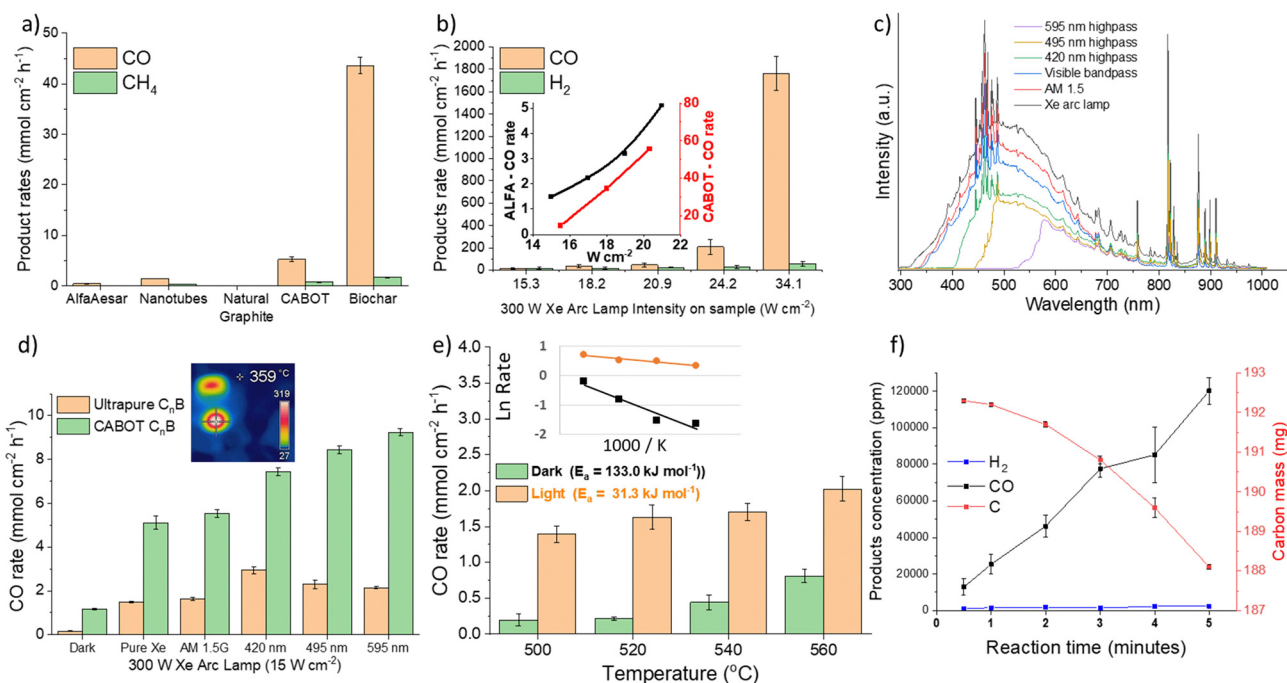 a)
CO
CH4
Product rates (mmol cm-2 h-1)
50
40
30
20
10
0
AlfaAesar Nanotubes Natural Graphite CABOT Biochar
b)
CO
H2
Products rate (mmol cm-2 h-1)
2000
1800
1600
1400
1200
1000
800
600
400
200
0
ALFA - CO rate
5
4
3
2
1
0
CABOT - CO rate
80
60
40
20
14 16 18 20 22
W cm-2
15.3 18.2 20.9 24.2 34.1
300 W Xe Arc Lamp Intensity on sample (W cm-2)
c)
595 nm highpass
495 nm highpass
420 nm highpass
Visible bandpass
AM 1.5
Xe arc lamp
Intensity (a.u.)
300 400 500 600 700 800 900 1000
Wavelength (nm)
d)
Ultrapure CnB
CABOT CnB
359 °C
319
27
CO rate (mmol cm-2 h-1)
10
8
6
4
2
0
Dark Pure Xe AM 1.5G 420 nm 495 nm 595 nm
300 W Xe Arc Lamp (15 W cm-2)
e)
CO rate (mmol cm-2 h-1)
4.0
3.5
3.0
2.5
2.0
1.5
1.0
0.5
0.0
Ln Rate
1
0
-1
-2
1000 / K
Dark (Ea = 133.0 kJ mol-1))
Light (Ea = 31.3 kJ mol-1)
500 520 540 560
Temperature (°C)
f)
Products concentration (ppm)
120000
100000
80000
60000
40000
20000
0
H2
CO
C
Carbon mass (mg)
193
192
191
190
189
188
187
1 2 3 4 5
Reaction time (minutes)